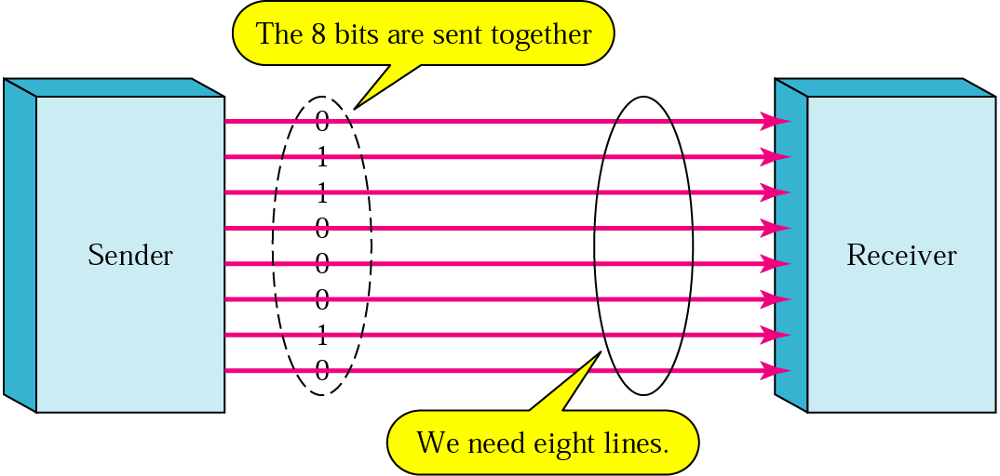 The 8 bits are sent together
0
1
1
0
0
0
1
0
Sender
Receiver
We need eight lines.